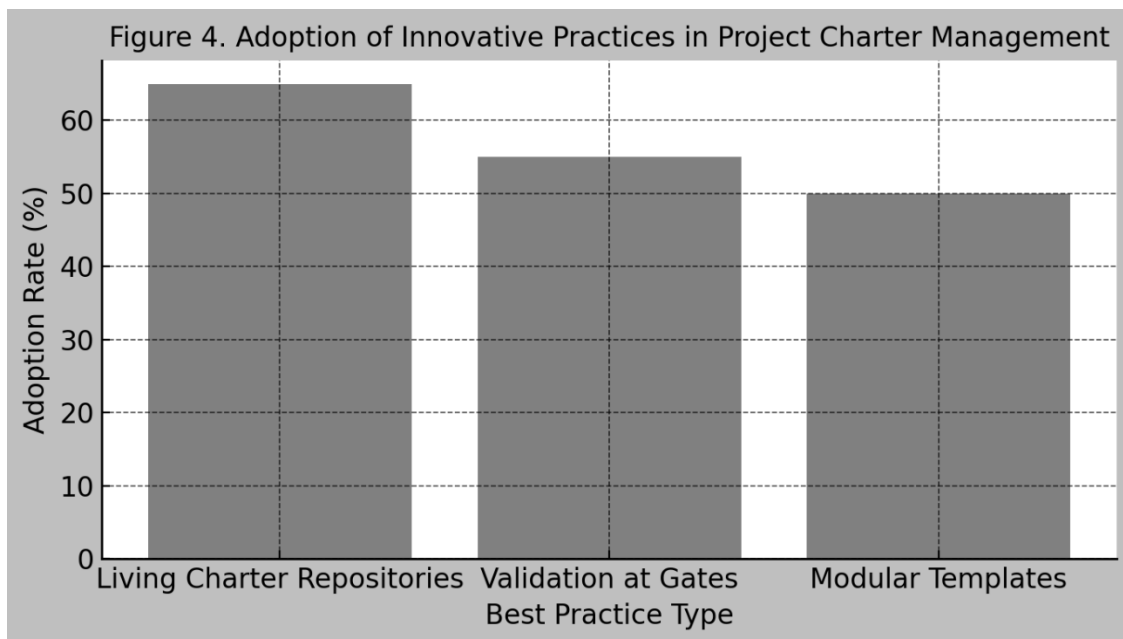 Figure 4. Adoption of Innovative Practices in Project Charter Management
Adoption Rate (%)
60
50
40
30
20
10
0
Living Charter Repositories Validation at Gates Modular Templates
Best Practice Type